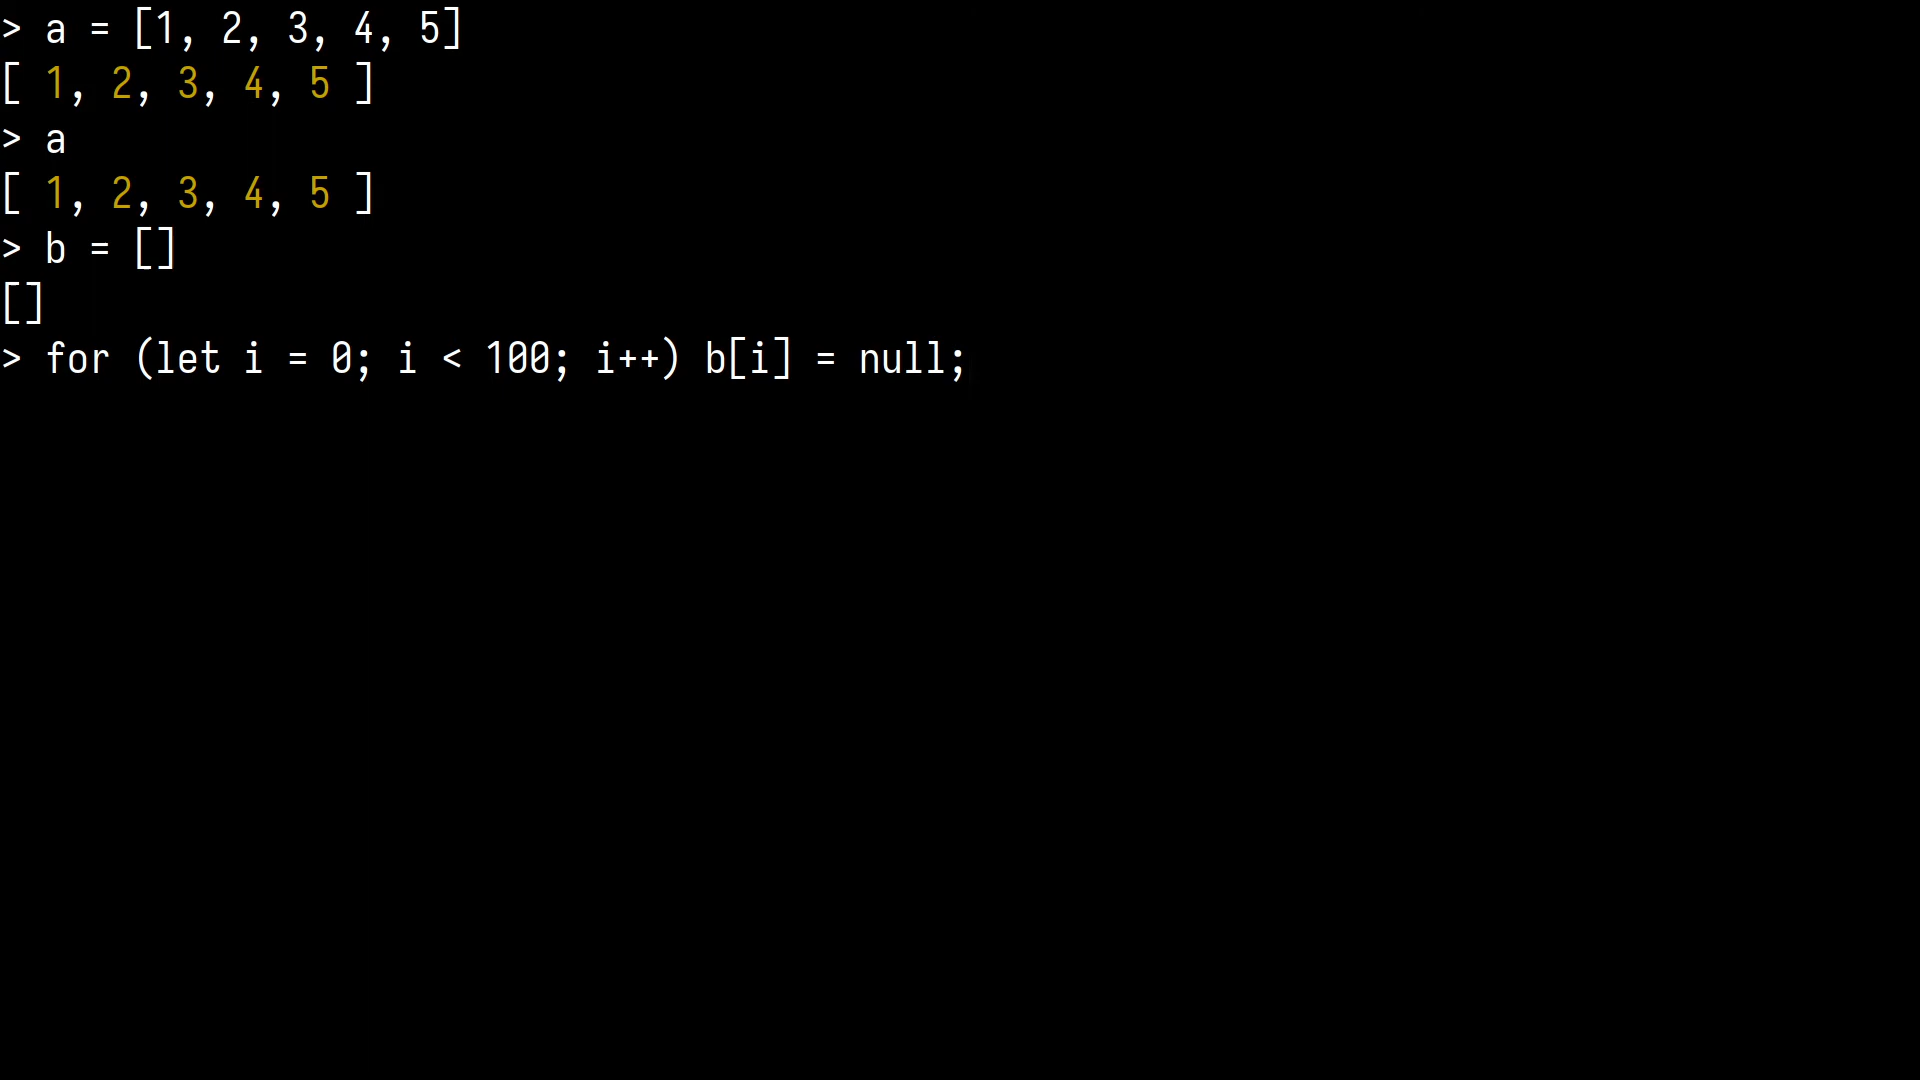 > a = [1, 2, 3, 4, 5]
[ 1, 2, 3, 4, 5 ]
> a
[ 1, 2, 3, 4, 5 ]
> b = []
[]
> for (let i = 0; i < 100; i++) b[i] = null;